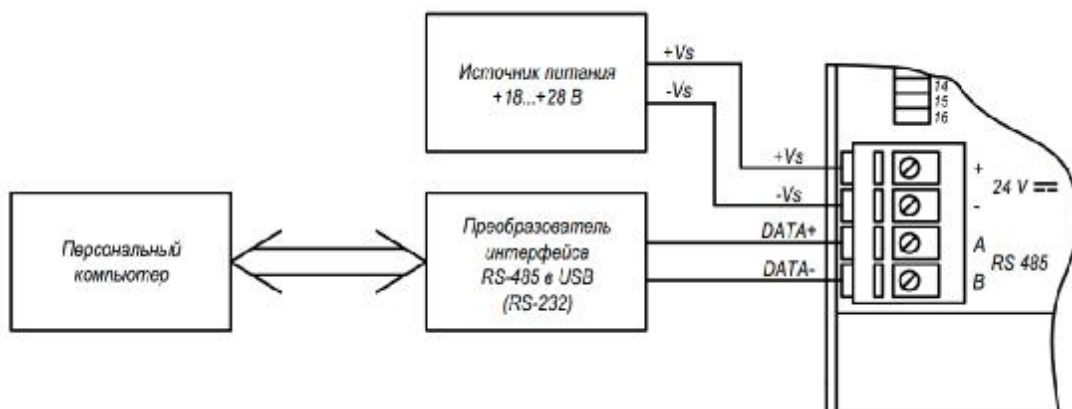 Источник питания
+18...+28 В
+Vs
-Vs
14
15
16
+Vs
-Vs
DATA+
DATA-
+
24 V
-
A
RS 485
B
Персональный
компьютер
Преобразователь
интерфейса
RS-485 в USB
(RS-232)